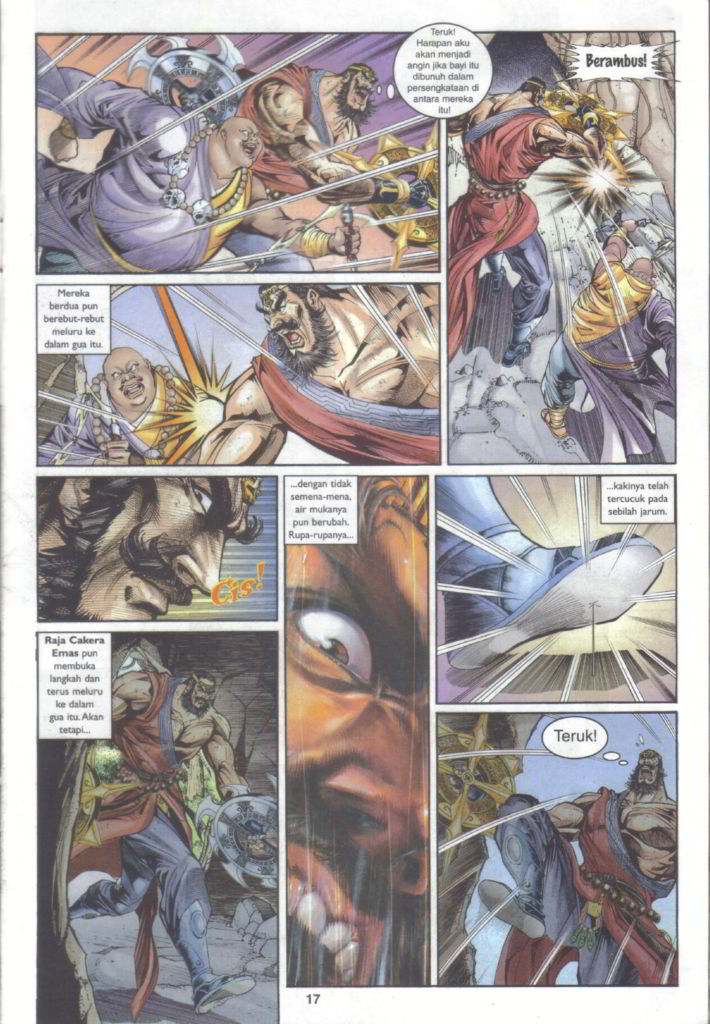 Teruk!
Harapan aku
akan menjadi
angin jika bayi itu
dibunuh dalam
persengkataan di
antara mereka
itu!
Berambus!
Mereka
berdua pun
berebut-rebut
meluru ke
dalam gua itu.
Cis!
Raja Cakera
Emas pun
membuka
langkah dan
terus meluru
ke dalam
gua itu. Akan
tetapi...
...dengan tidak
semena-mena,
air mukanya
pun berubah.
Rupa-rupanya...
...kakinya telah
tercucuk pada
sebilah jarum.
Teruk!
17